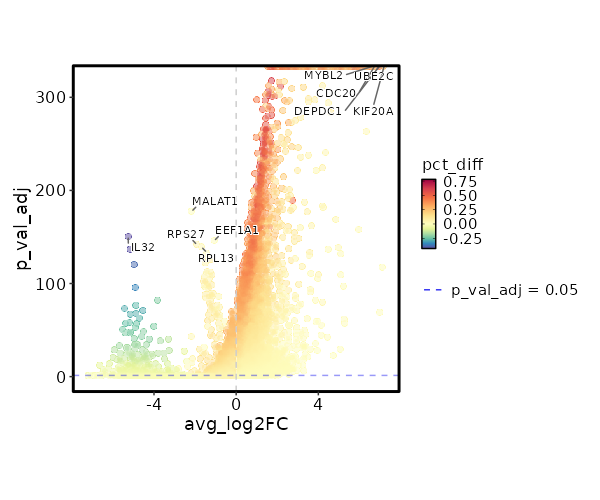 MYBL2
UBE2C
CDC20
DEPDC1
KIF20A
MALAT1
RPS27
EEF1A1
IL32
RPL13
300
200
100
0
p_val_adj
-4
0
4
avg_log2FC
pct_diff
0.75
0.50
0.25
0.00
-0.25
p_val_adj = 0.05